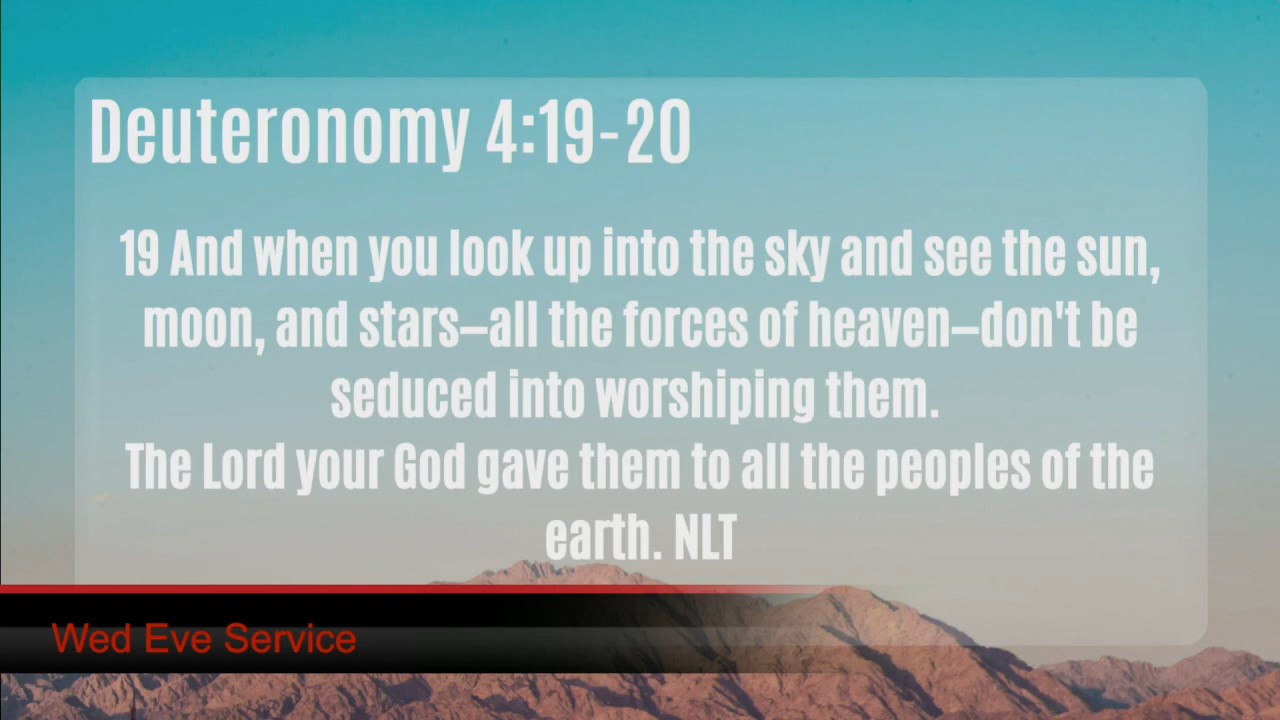 Deuteronomy 4:19-20
19 And when you look up into the sky and see the sun,
moon, and stars—all the forces of heaven—don't be
seduced into worshiping them.
The Lord your God gave them to all the peoples of the
earth. NLT
Wed Eve Service